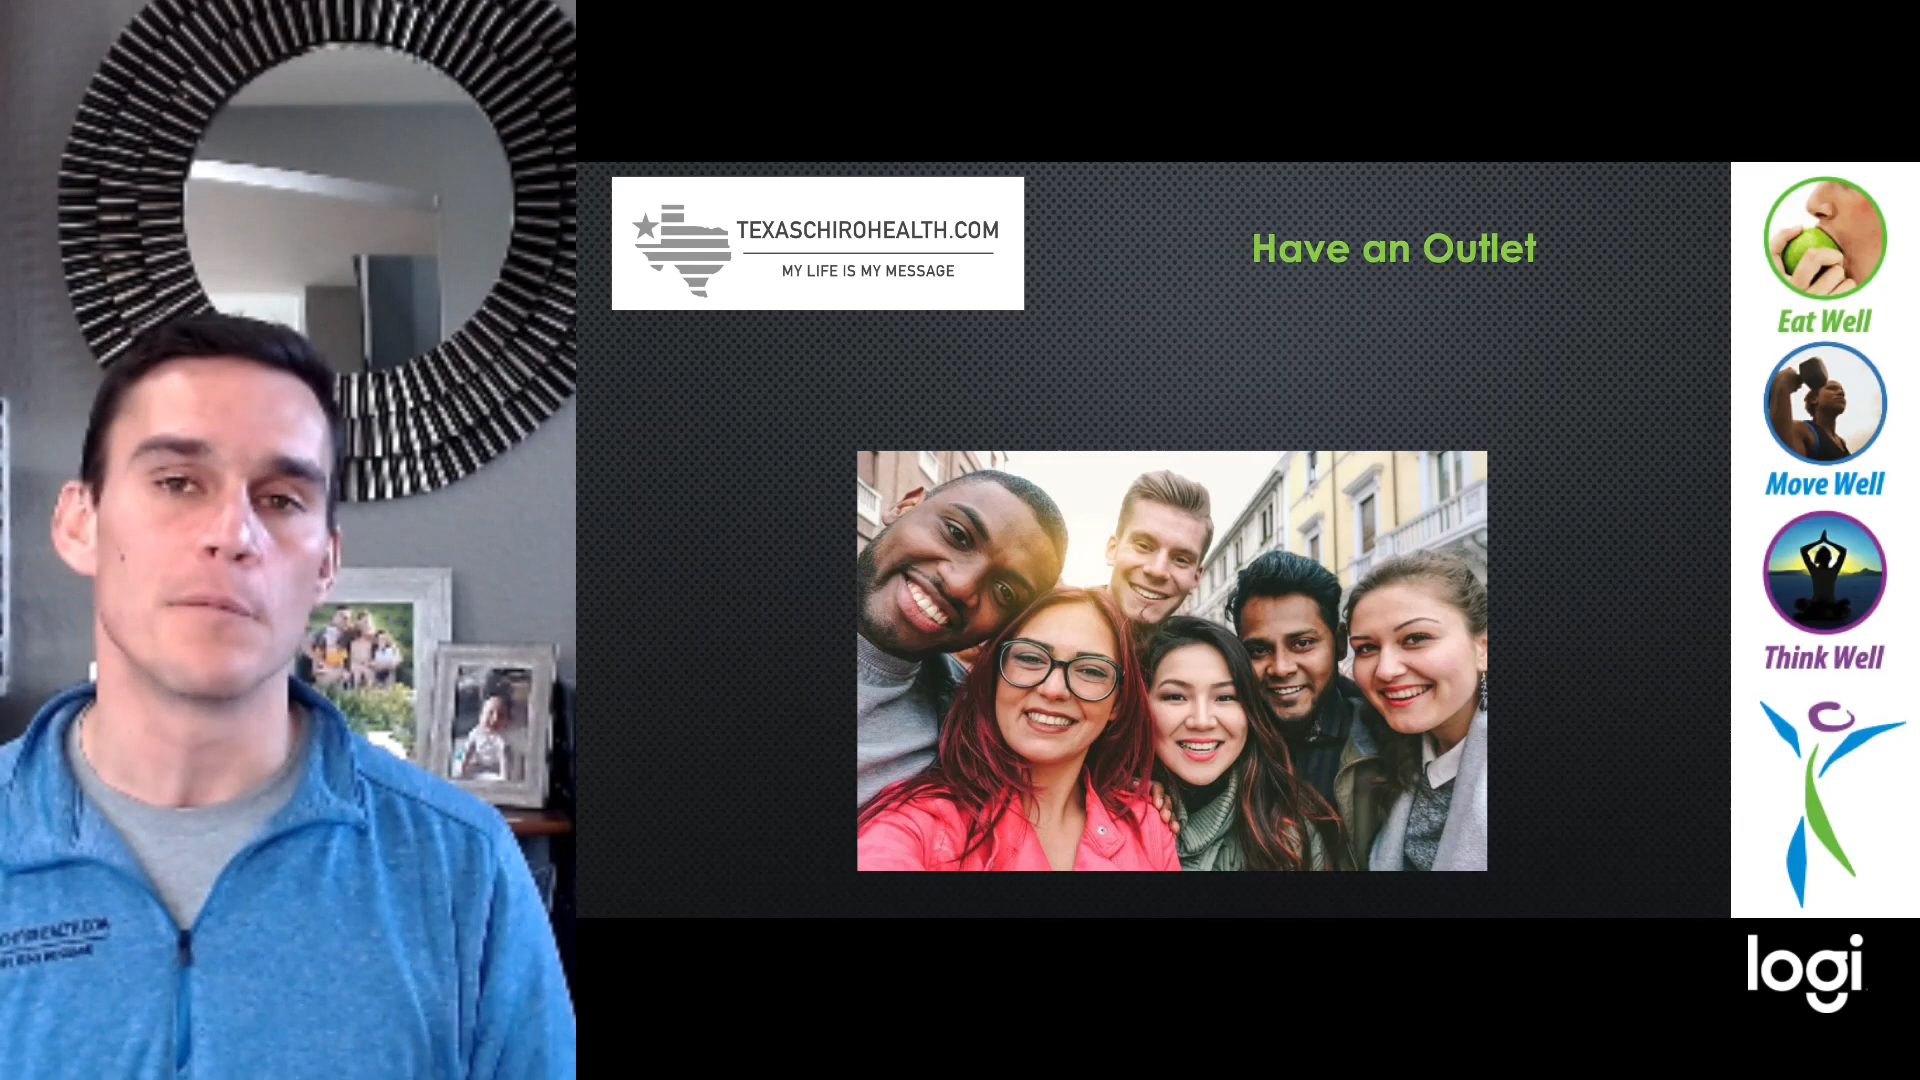 TEXASCHIROHEALTH.COM
MY LIFE IS MY MESSAGE
Have an Outlet
Eat Well
Move Well
Think Well
logi